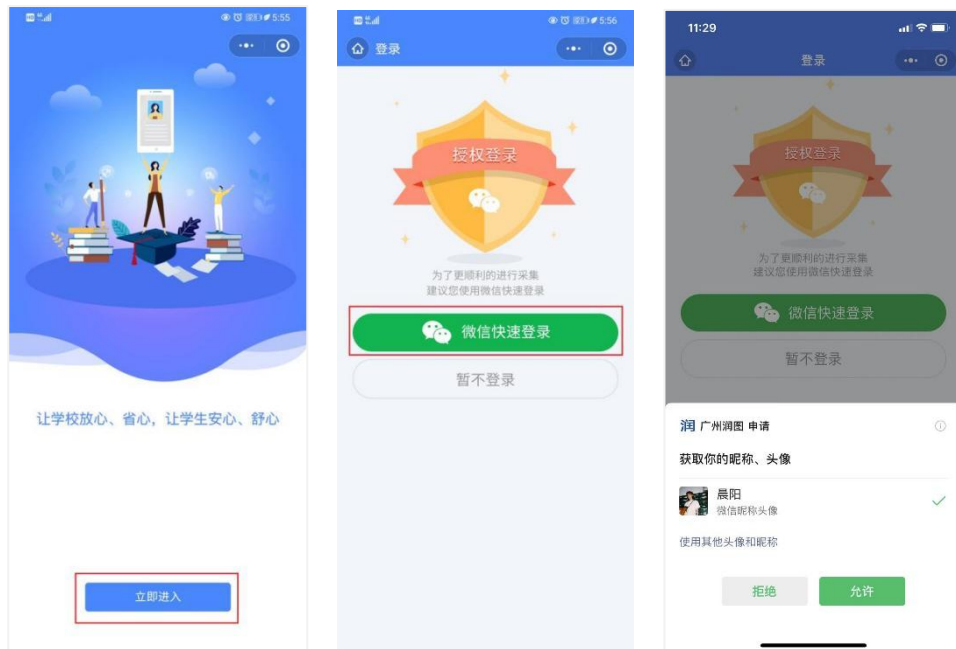 5:55
让学校放心、省心，让学生安心、舒心
立即进入
5:56
登录
授权登录
为了更顺利的进行采集
建议您使用微信快速登录
微信快速登录
暂不登录
11:29
登录
授权登录
为了更顺利的进行采集
建议您使用微信快速登录
微信快速登录
暂不登录
润 广州润图 申请
获取你的昵称、头像
晨阳
微信昵称头像
使用其他头像和昵称
拒绝
允许